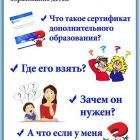 Что такое сертификат
дополнительного
образования?
Где его взять?
Зачем он
нужен?
А что если у меня